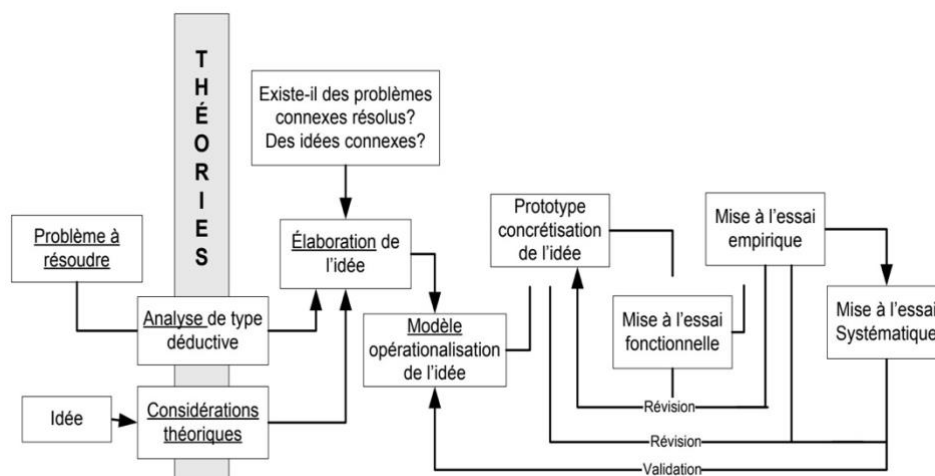 THÉORIES
Existe-il des problèmes
connexes résolus?
Des idées connexes?
Problème à
résoudre
Élaboration de
l'idée
Prototype
concrétisation
de l'idée
Mise à l'essai
empirique
Analyse de type
déductive
Modèle
opérationalisation
de l'idée
Mise à l'essai
fonctionnelle
Mise à l'essai
Systématique
Idée
Considérations
théoriques
Révision
Révision
Validation